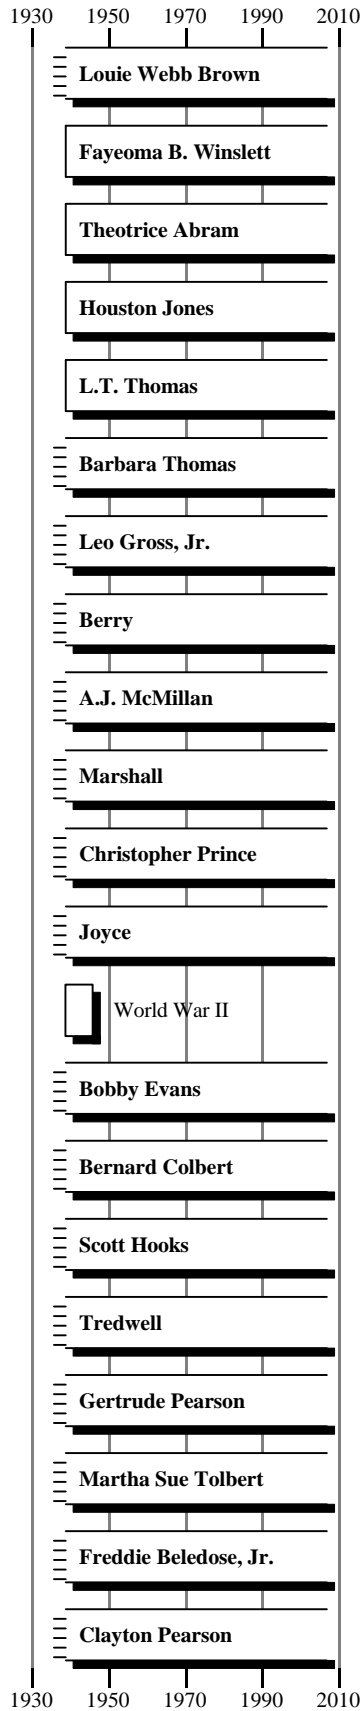 1930 1950 1970 1990 2010
Louie Webb Brown
Fayeoma B. Winslett
Theotrice Abram
Houston Jones
L.T. Thomas
Barbara Thomas
Leo Gross, Jr.
Berry
A.J. McMillan
Marshall
Christopher Prince
Joyce
World War II
Bobby Evans
Bernard Colbert
Scott Hooks
Tredwell
Gertrude Pearson
Martha Sue Tolbert
Freddie Beledose, Jr.
Clayton Pearson
1930 1950 1970 1990 2010